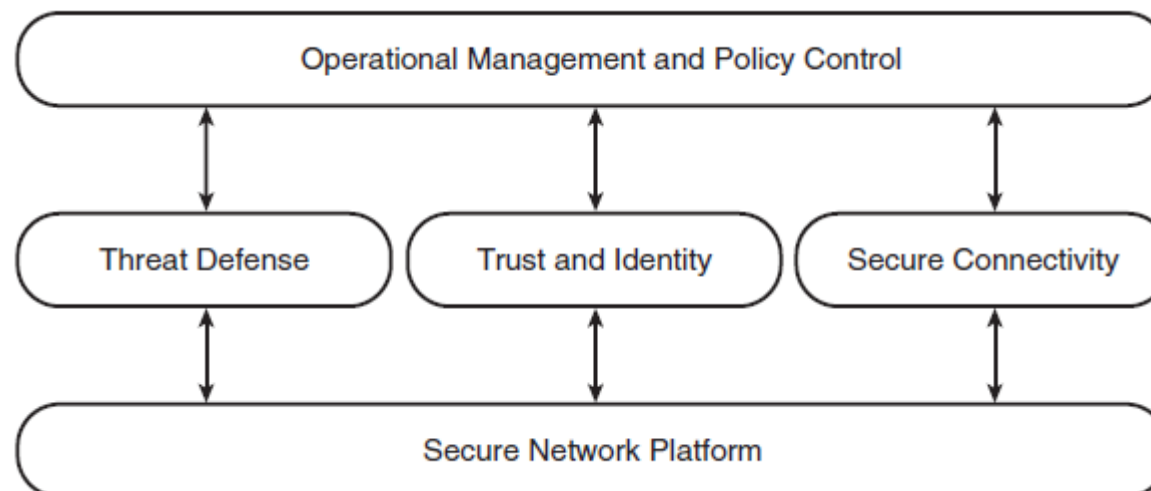 Operational Management and Policy Control
Threat Defense
Trust and Identity
Secure Connectivity
Secure Network Platform